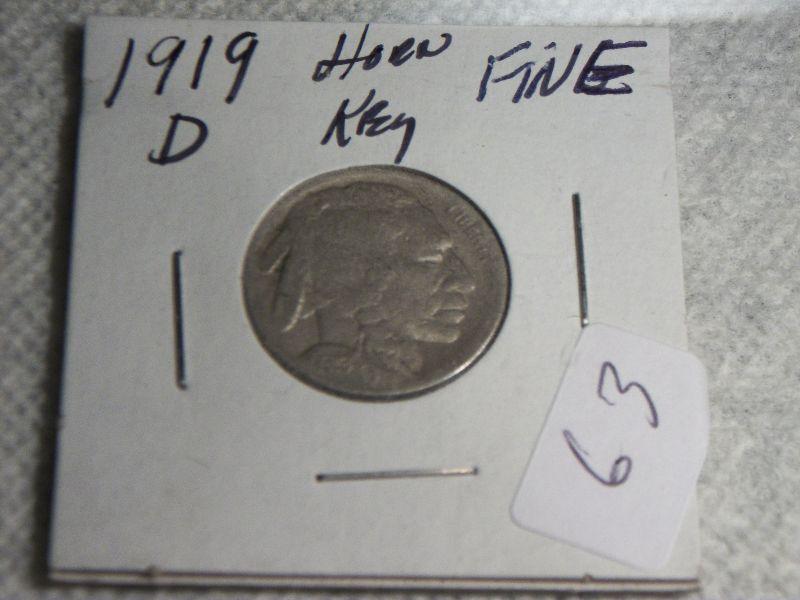 1919 HORN FINE
D KEY
LIBERTY
63